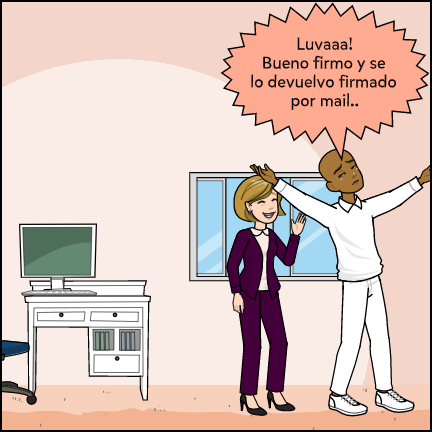 Luvaaa!
Bueno firmo y se
lo devuelvo firmado
por mail..